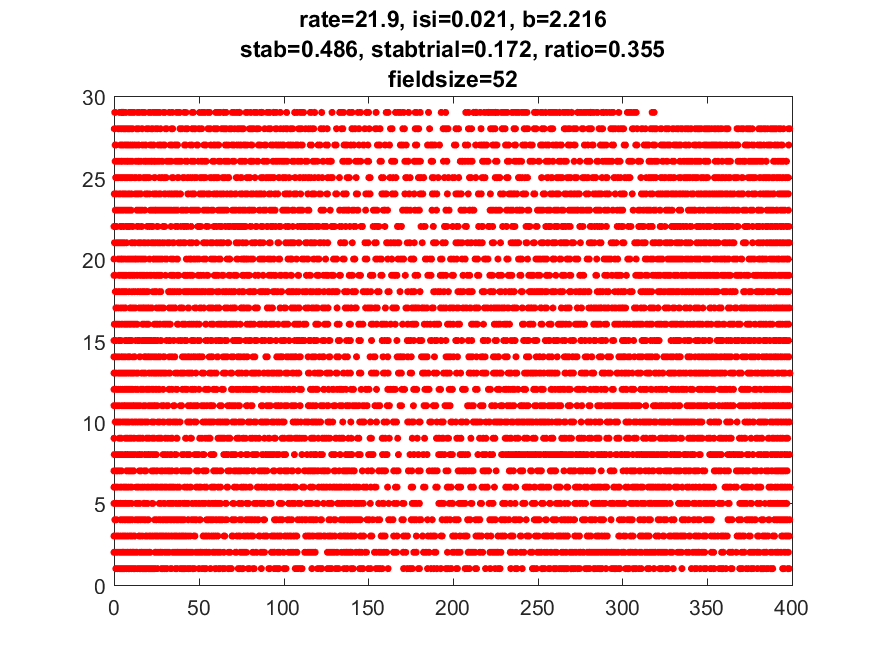 rate=21.9, isi=0.021, b=2.216
stab=0.486, stabtrial=0.172, ratio=0.355
fieldsize=52
30
25
20
15
10
5
0
0 50 100 150 200 250 300 350 400